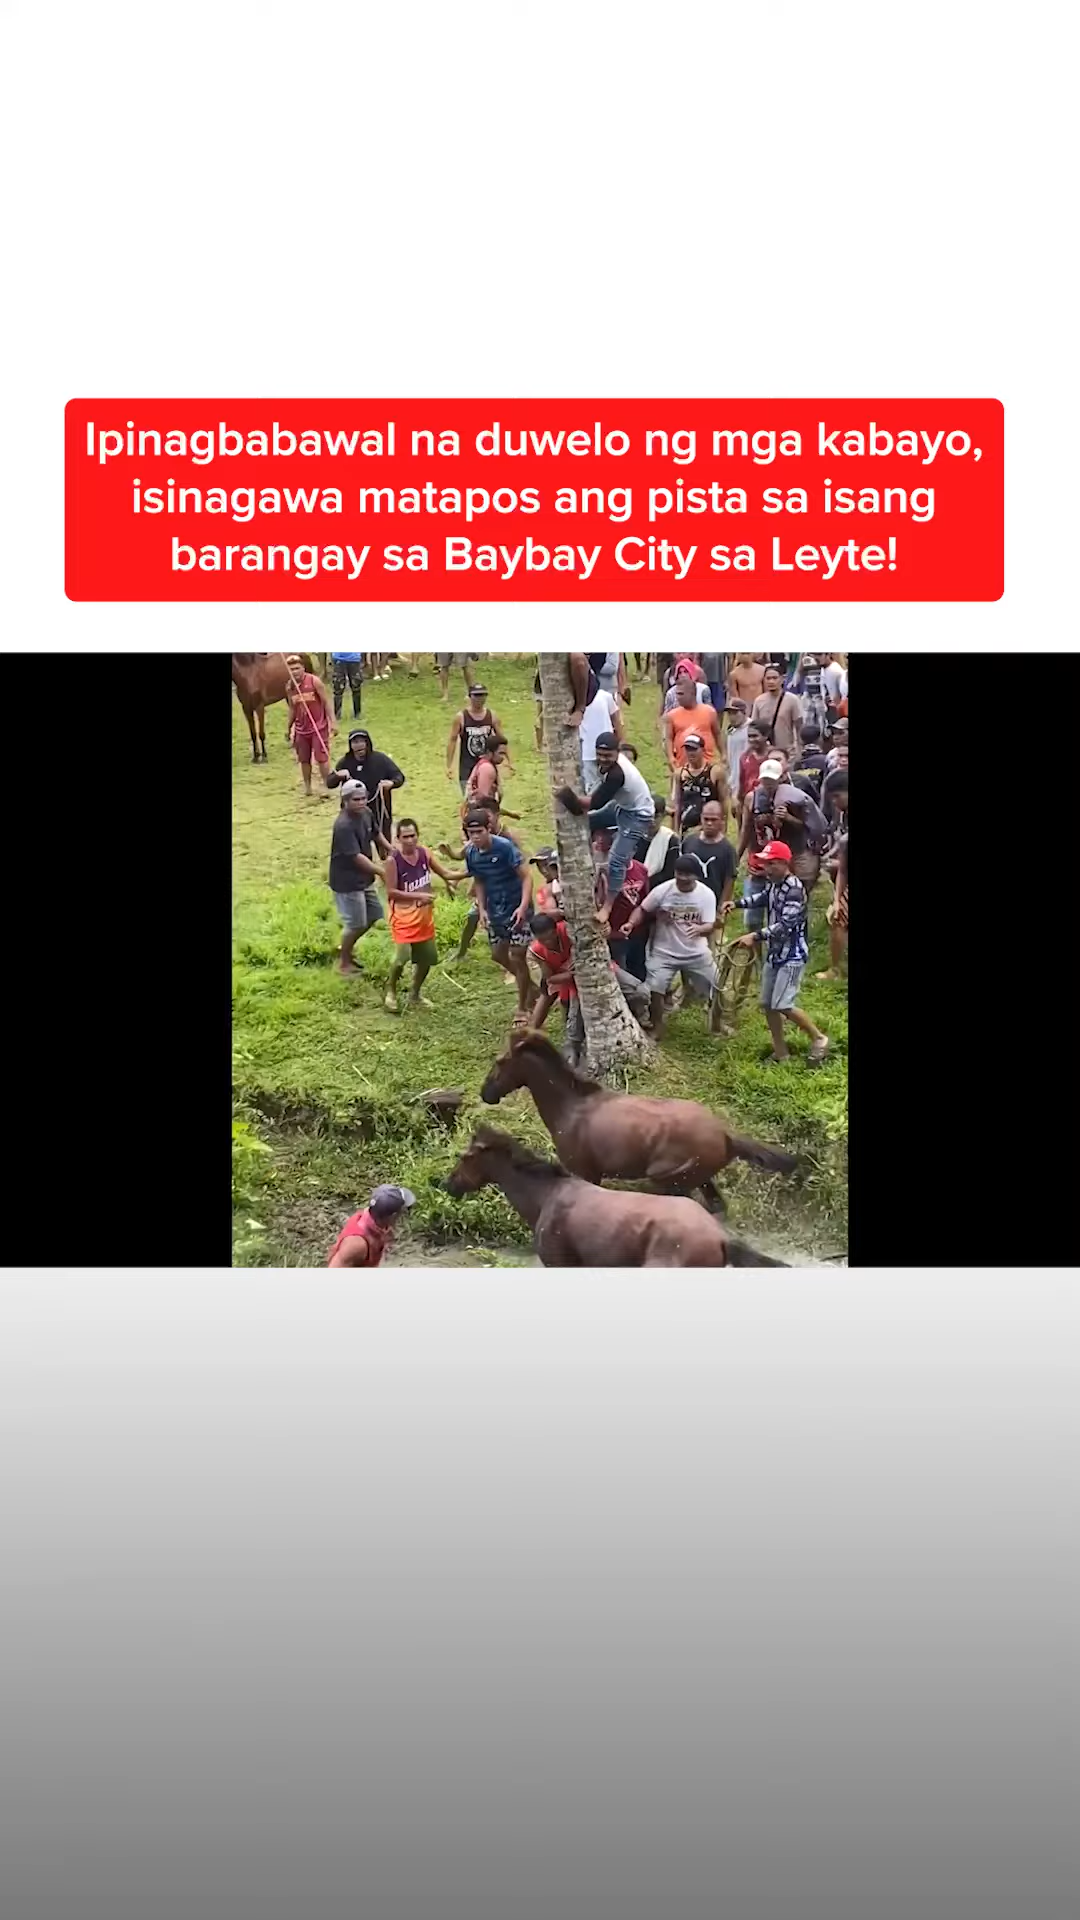 Ipinagbabawal na duwelo ng mga kabayo,
isinagawa matapos ang pista sa isang
barangay sa Baybay City sa Leyte!